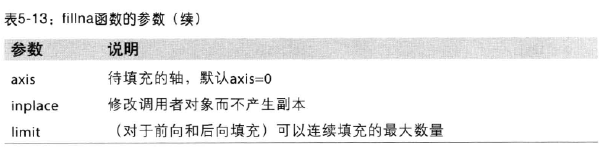 表5-13：fillna函数的参数（续）
参数 说明
axis 待填充的轴，默认axis=0
inplace 修改调用者对象而不产生副本
limit （对于前向和后向填充）可以连续填充的最大数量